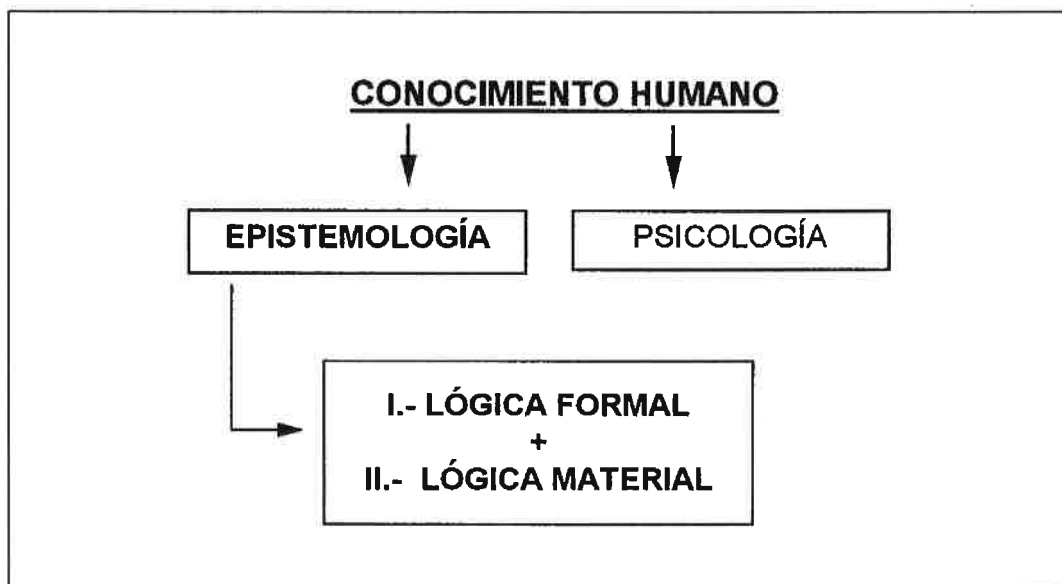 CONOCIMIENTO HUMANO
EPISTEMOLOGÍA
PSICOLOGÍA
I.- LÓGICA FORMAL
+
II.- LÓGICA MATERIAL